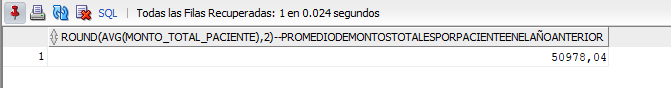 SQL | Todas las Filas Recuperadas: 1 en 0.024 segundos
ROUND(AVG(MONTO_TOTAL_PACIENTE),2)--PROMEDIODEMONTOSTOTALESPORPACIENTEENELAÑOANTERIOR
1 50978,04